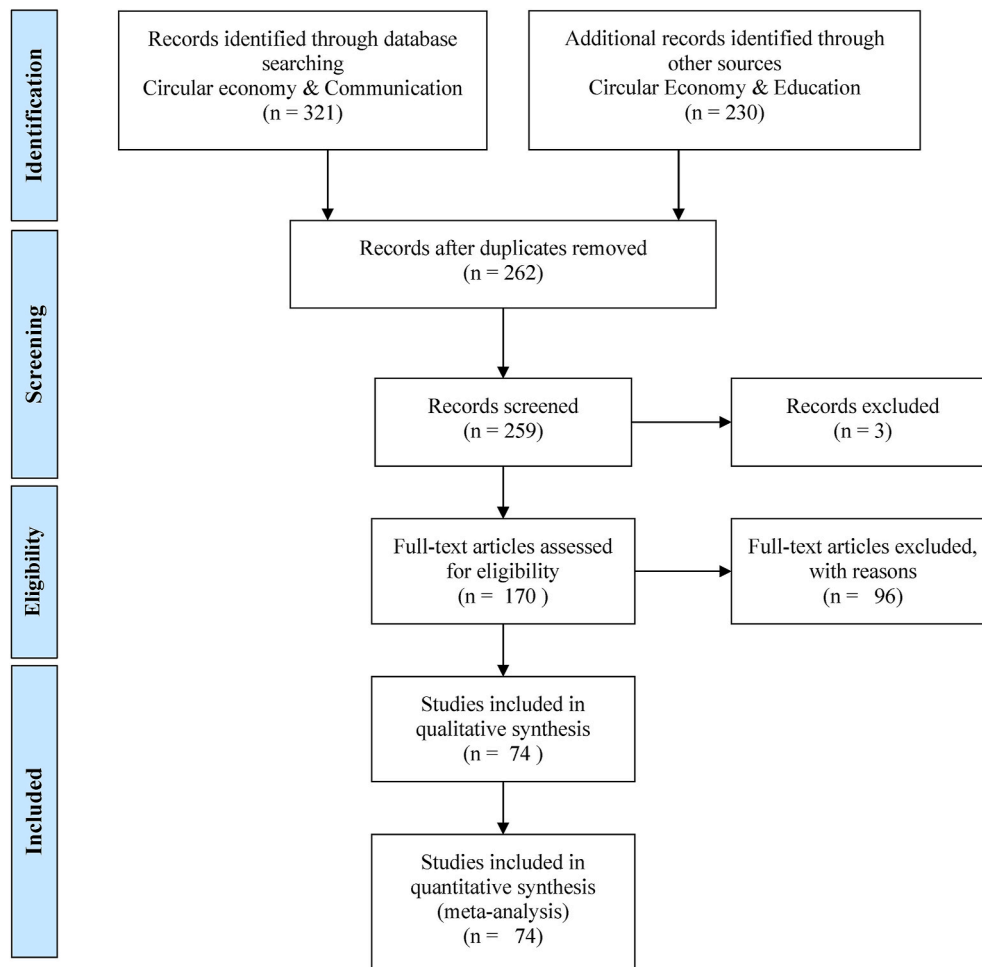 Identification
Records identified through database
searching
Circular economy & Communication
(n = 321)
Additional records identified through
other sources
Circular Economy & Education
(n = 230)
Screening
Records after duplicates removed
(n = 262)
Records screened
(n = 259)
Records excluded
(n = 3)
Eligibility
Full-text articles assessed
for eligibility
(n = 170 )
Full-text articles excluded,
with reasons
(n = 96)
Included
Studies included in
qualitative synthesis
(n = 74 )
Studies included in
quantitative synthesis
(meta-analysis)
(n = 74)